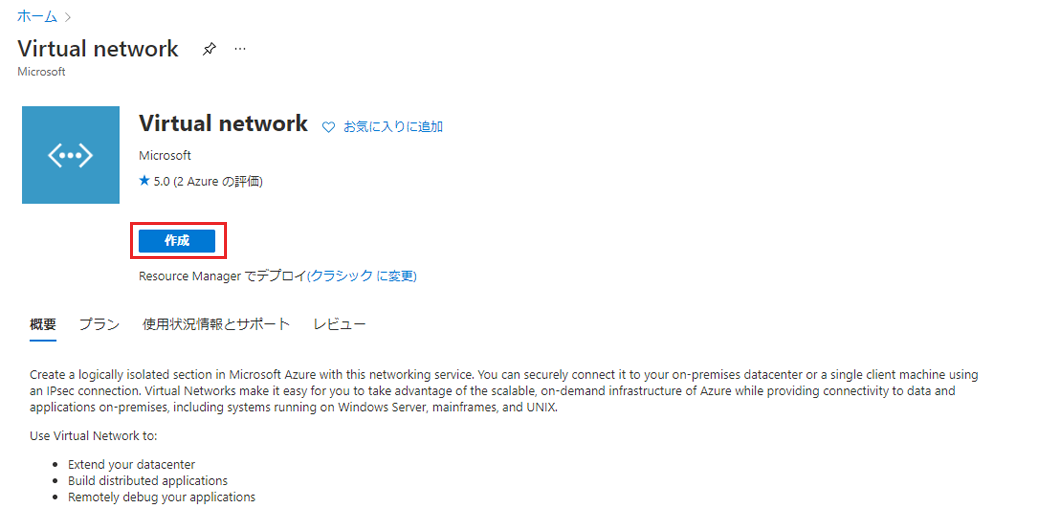 ホーム
Virtual network
Microsoft
Virtual network お気に入りに追加
Microsoft
★ 5.0 (2 Azure の評価)
作成
Resource Manager でデプロイ(クラシック に変更)
概要 プラン 使用状況情報とサポート レビュー
Create a logically isolated section in Microsoft Azure with this networking service. You can securely connect it to your on-premises datacenter or a single client machine using
an IPsec connection. Virtual Networks make it easy for you to take advantage of the scalable, on-demand infrastructure of Azure while providing connectivity to data and
applications on-premises, including systems running on Windows Server, mainframes, and UNIX.
Use Virtual Network to:
• Extend your datacenter
• Build distributed applications
• Remotely debug your applications